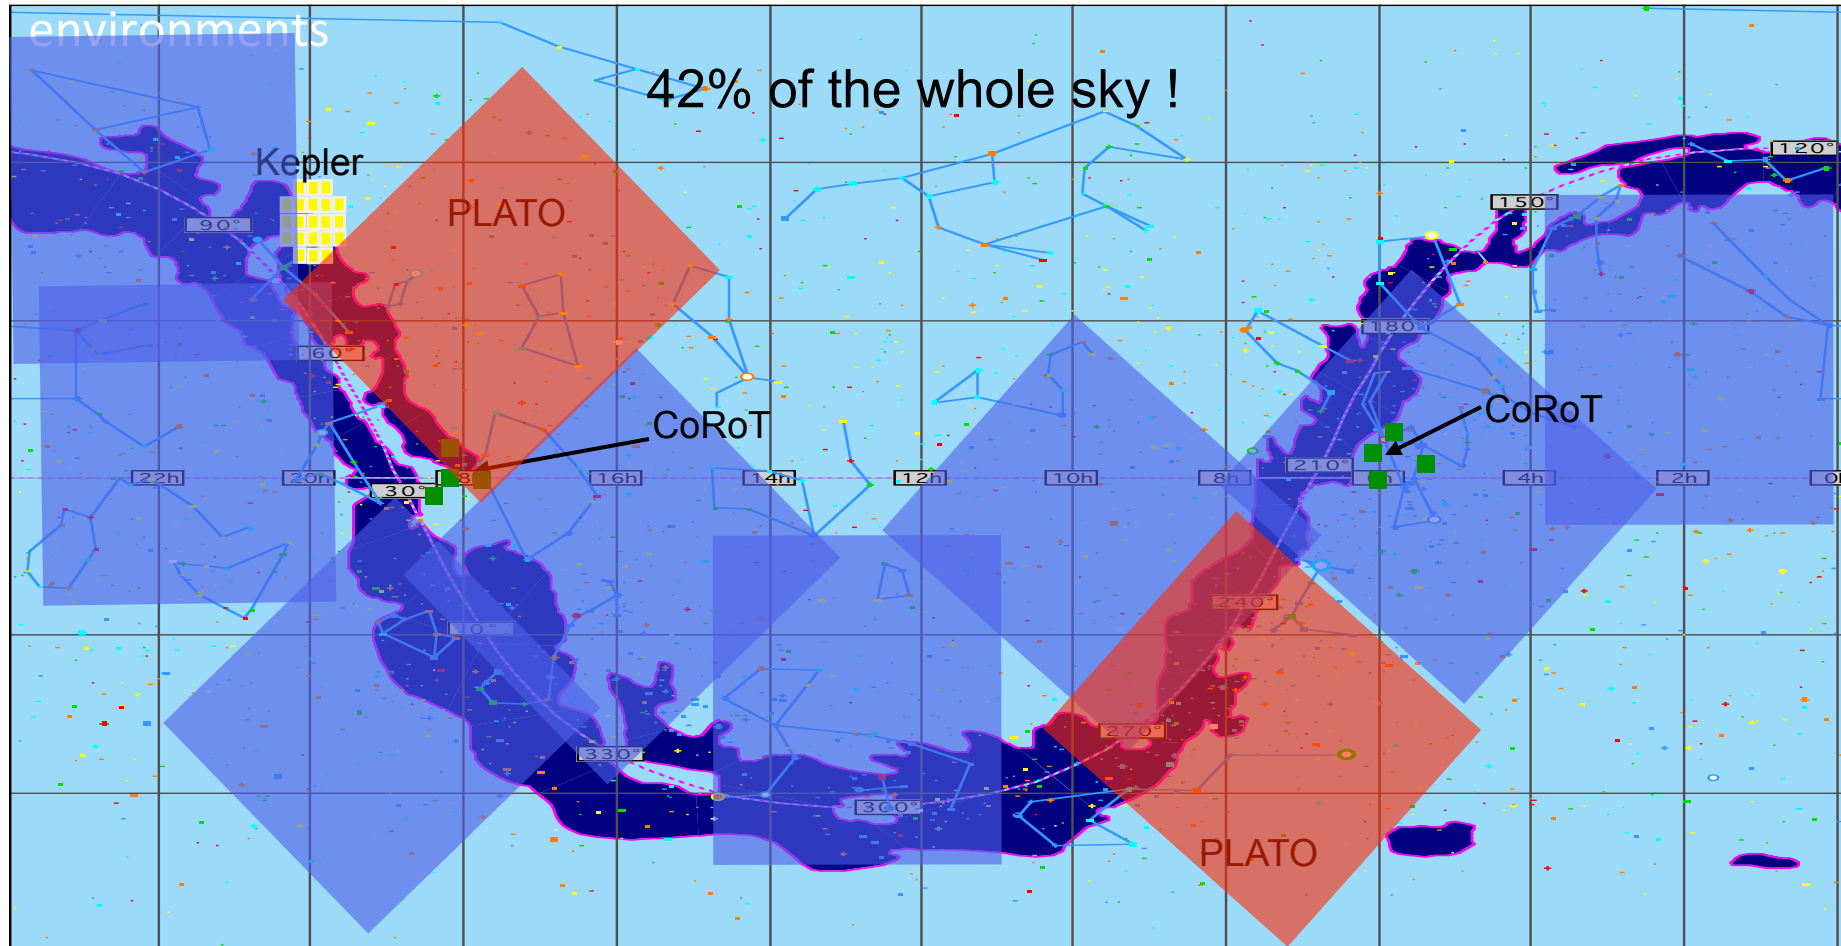 environments
42% of the whole sky !
120°
Kepler
150°
PLATO
90°
180°
60°
CoRoT
CoRoT
210°
22h
20h
16h
14h
12h
10h
8h
4h
2h
30°
240°
270°
330°
300°
PLATO